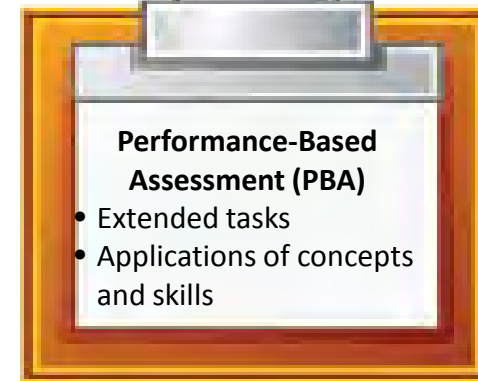 Performance-Based
Assessment (PBA)
• Extended tasks
• Applications of concepts
and skills